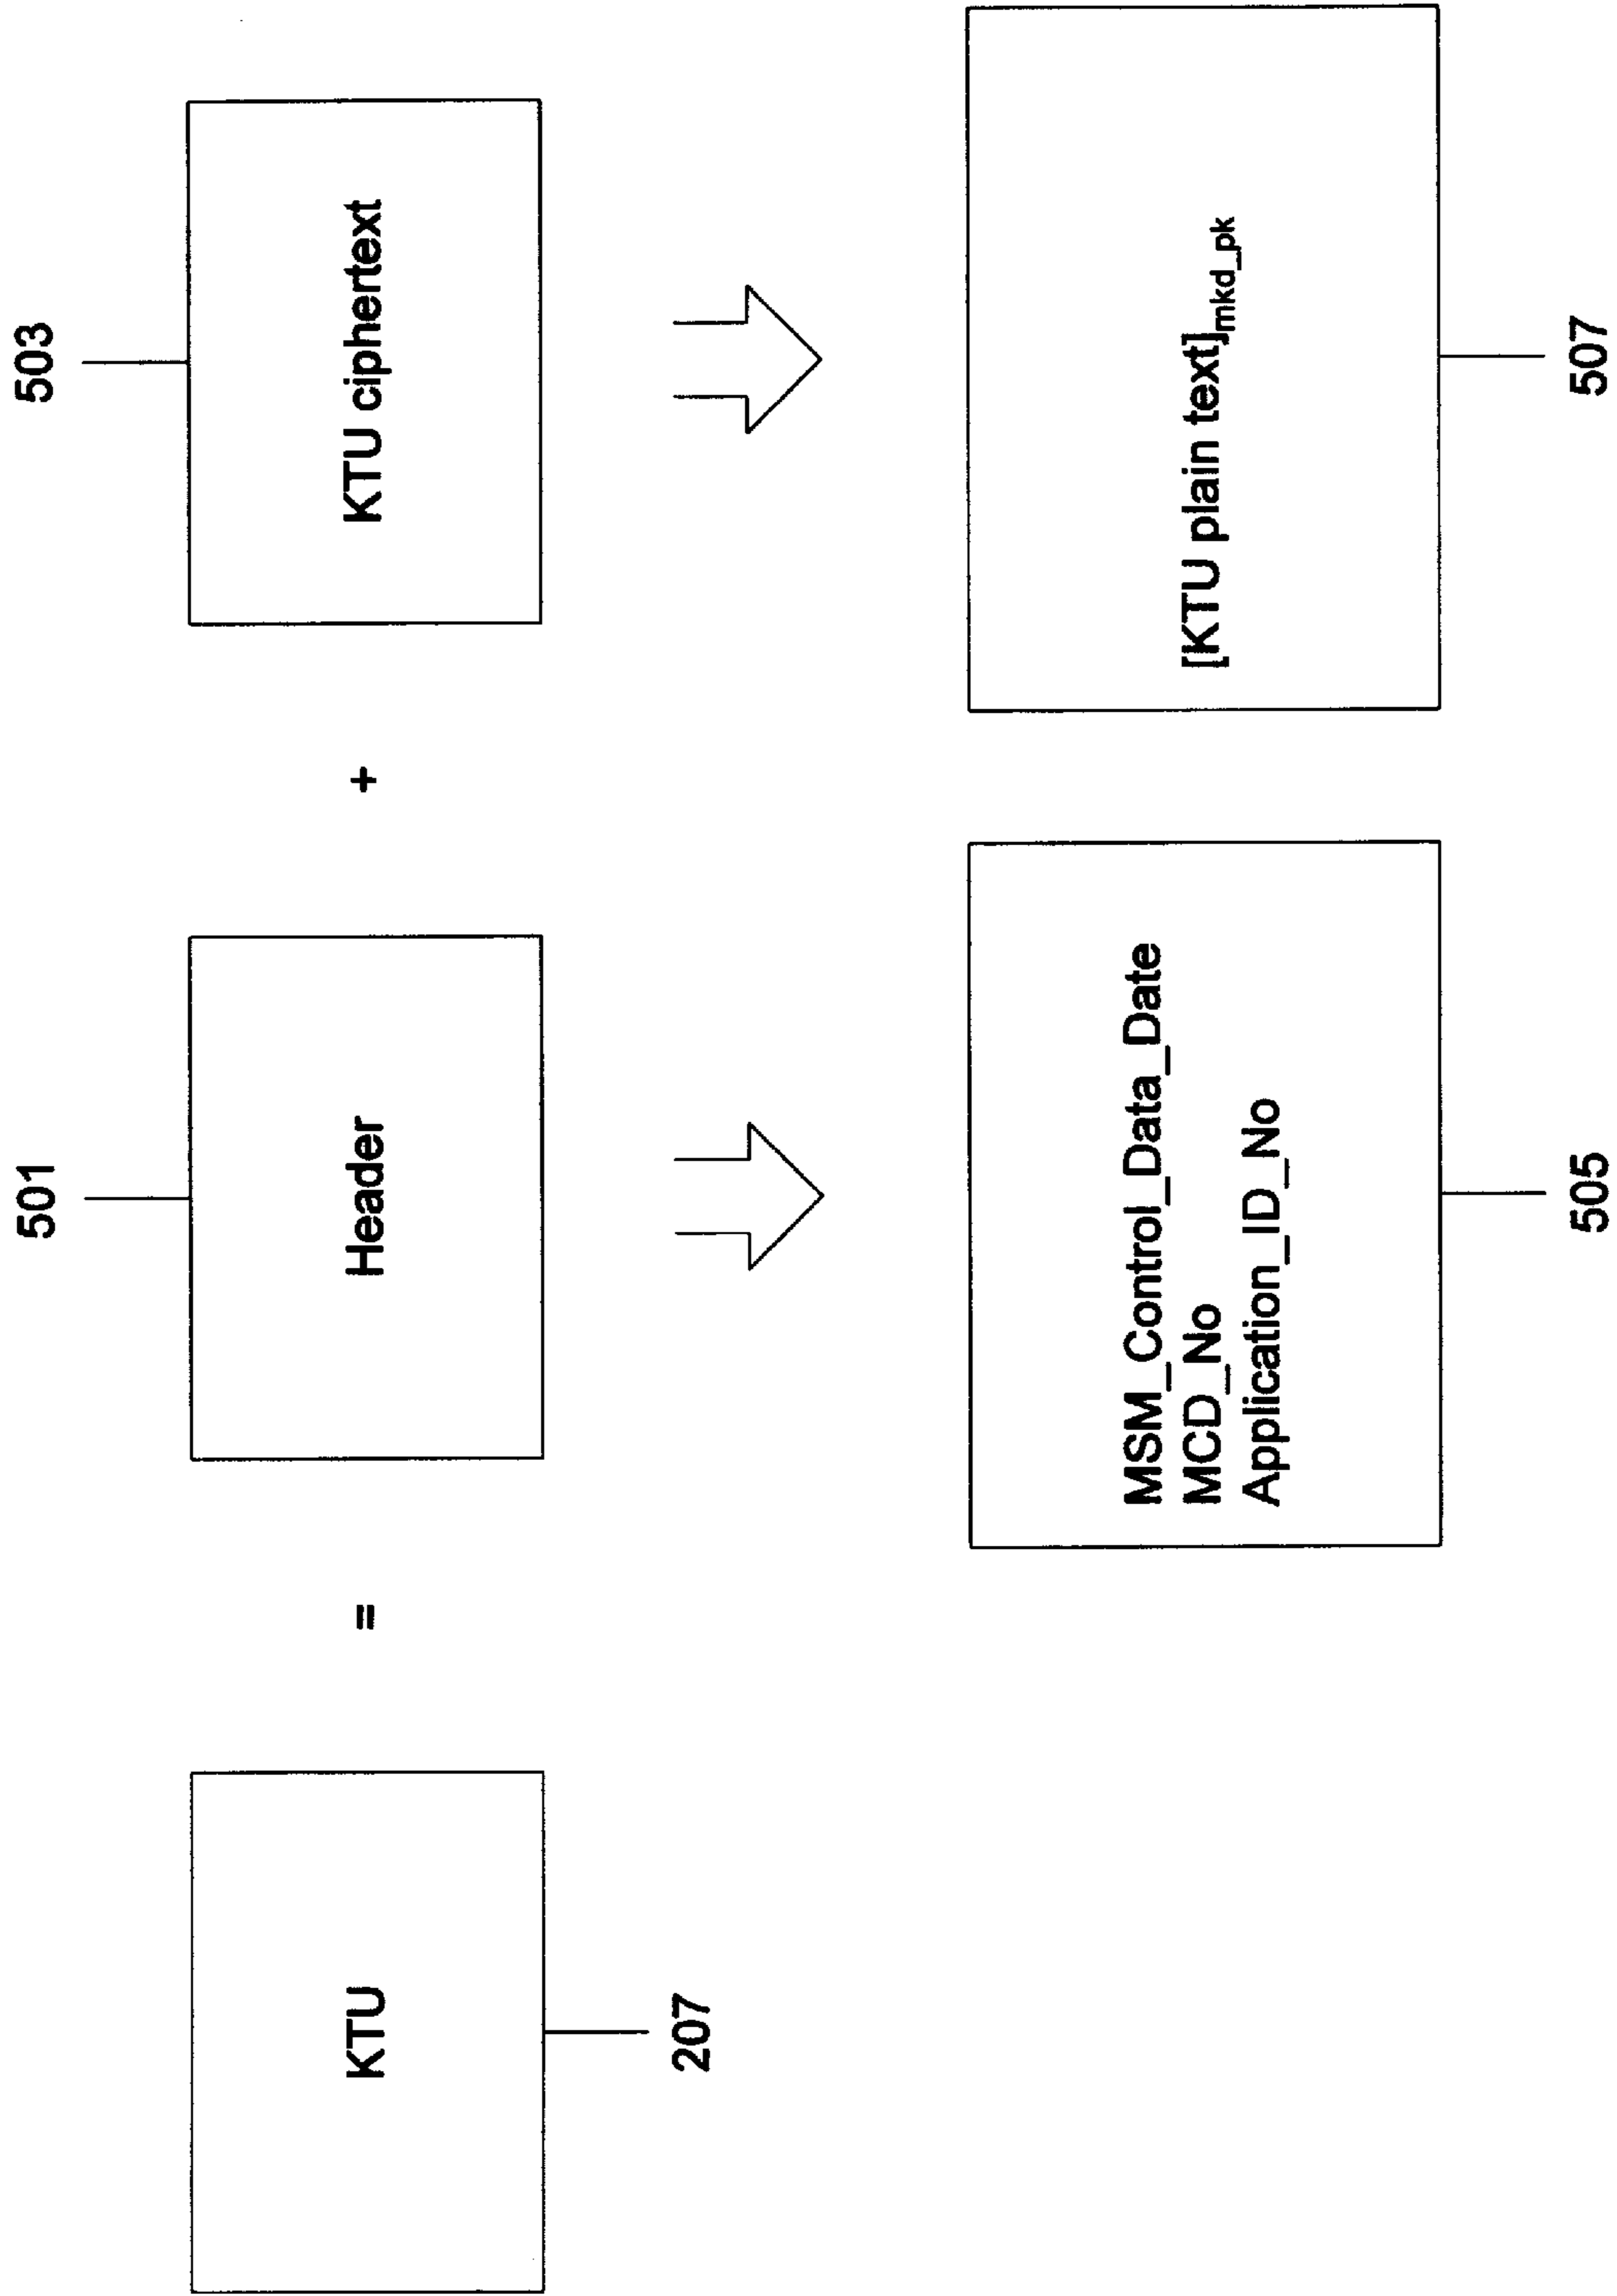 501
503
KTU
=
Header
+
KTU ciphertext
207
MSM_Control_Data_Date
MCD_No
Application_ID_No
[KTU plain text]mkd_pk
505
507